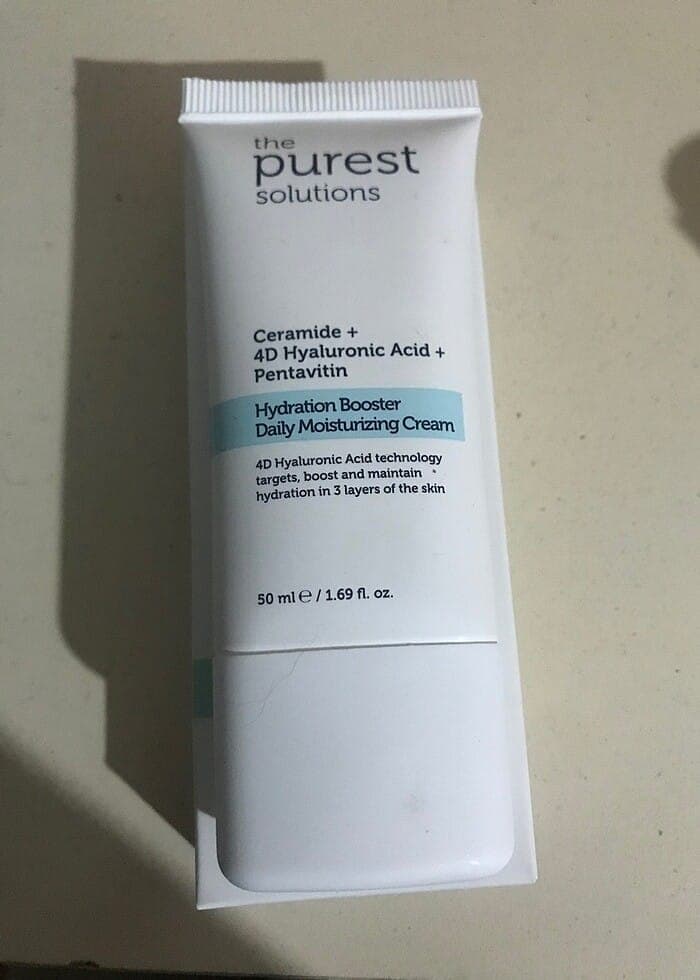 the
purest
solutions
Ceramide +
4D Hyaluronic Acid +
Pentavitin
Hydration Booster
Daily Moisturizing Cream
4D Hyaluronic Acid technology
targets, boost and maintain
hydration in 3 layers of the skin
50 ml ℮ / 1.69 fl. oz.